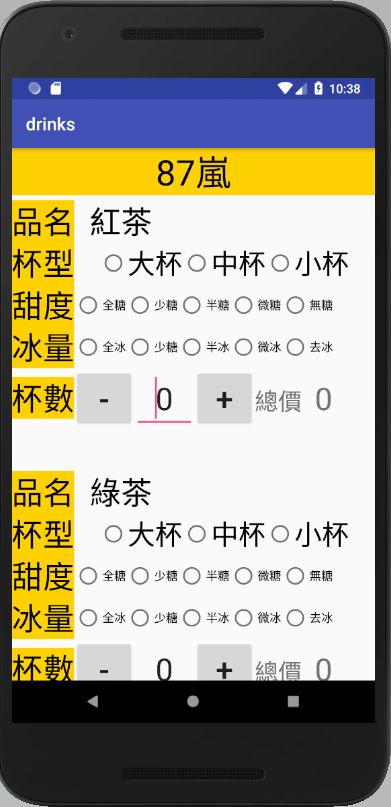 10:38
drinks
87嵐
品名 紅茶
杯型 大杯 中杯 小杯
甜度 全糖 少糖 半糖 微糖 無糖
冰量 全冰 少糖 半冰 微冰 去冰
杯數 - 0 + 總價 0
品名 綠茶
杯型 大杯 中杯 小杯
甜度 全糖 少糖 半糖 微糖 無糖
冰量 全冰 少糖 半冰 微冰 去冰
杯數 - 0 + 總價 0